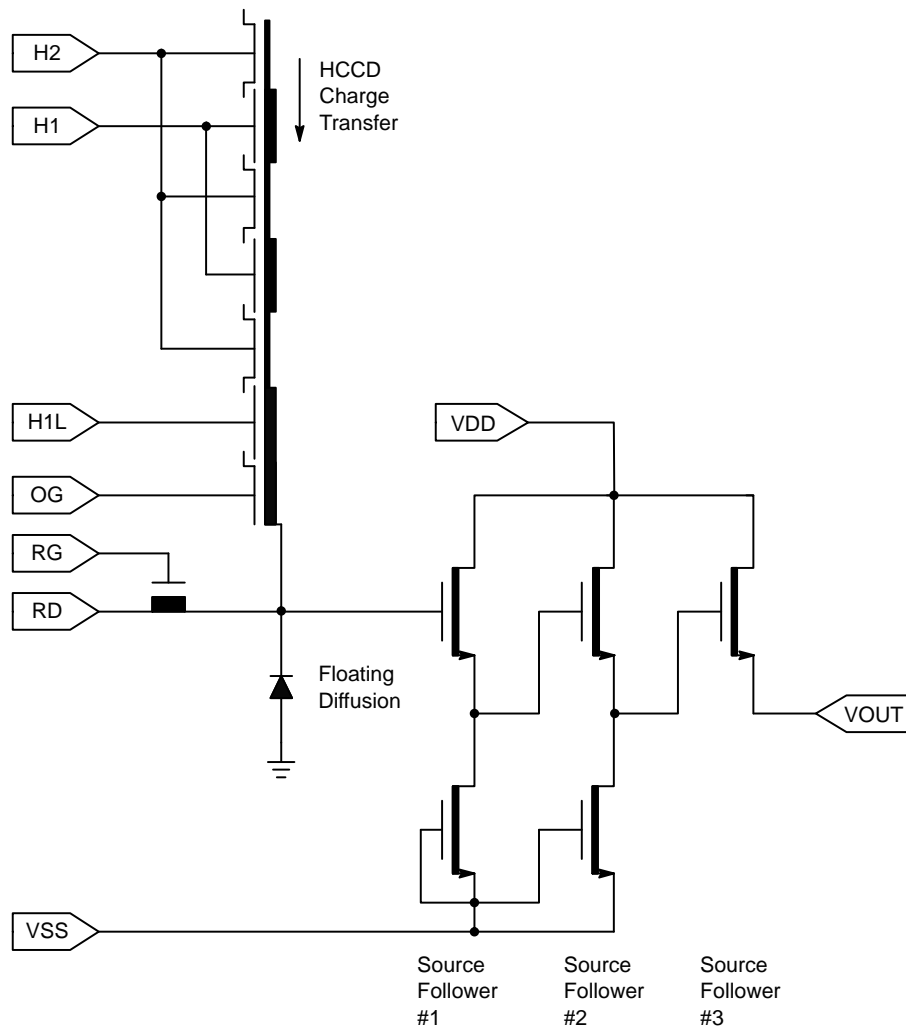 H2
HCCD
Charge
Transfer
H1
H1L
VDD
OG
RG
RD
Floating
Diffusion
VOUT
VSS
Source
Follower
#1
Source
Follower
#2
Source
Follower
#3